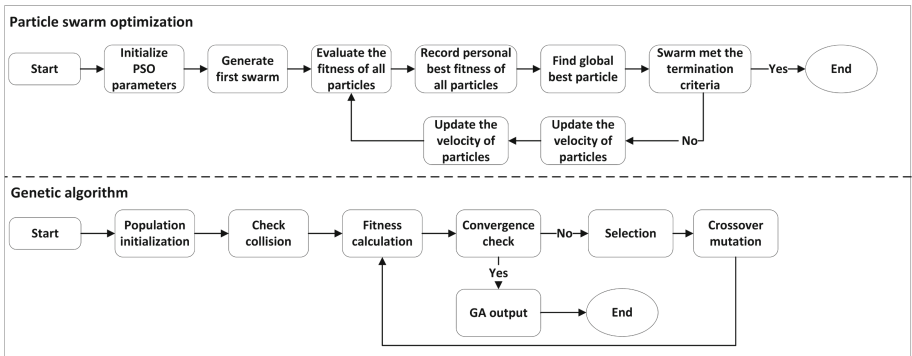 Particle swarm optimization
Start
Initialize
PSO
parameters
Generate
first swarm
Evaluate the
fitness of all
particles
Record personal
best fitness of
all particles
Find global
best particle
Swarm met the
termination
criteria
Yes
End
No
Update the
velocity of
particles
Update the
velocity of
particles
Genetic algorithm
Start
Population
initialization
Check
collision
Fitness
calculation
Convergence
check
No
Selection
Crossover
mutation
Yes
GA output
End